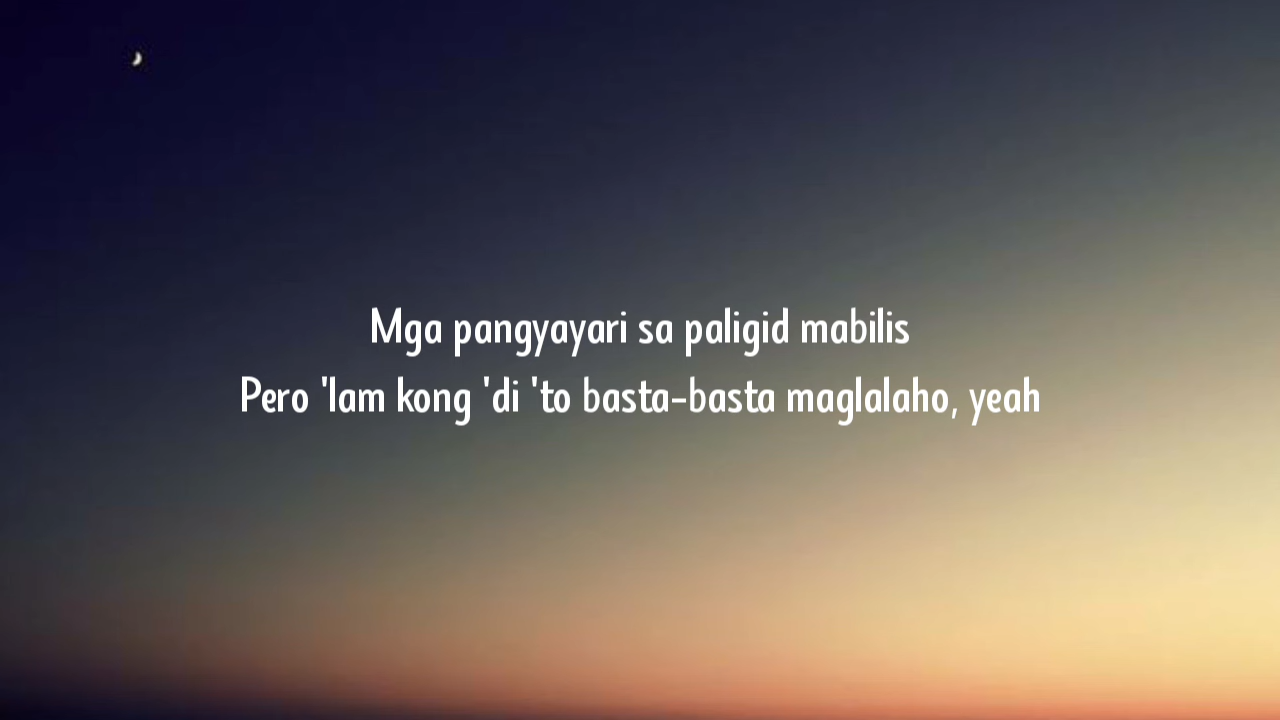 Mga pangyayari sa paligid mabilis
Pero 'lam kong 'di 'to basta-basta maglalaho, yeah